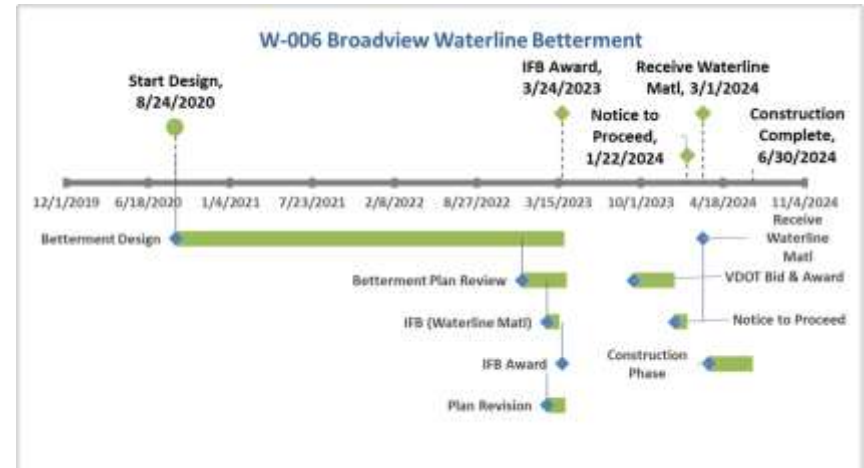 W-006 Broadview Waterline Betterment
Start Design,
8/24/2020
IFB Award,
3/24/2023
Receive Waterline
Matl, 3/1/2024
Notice to
Proceed,
1/22/2024
Construction
Complete,
6/30/2024
12/1/2019 6/18/2020 1/4/2021 7/23/2021 2/8/2022 8/27/2022 3/15/2023 10/1/2023 4/18/2024 11/4/2024
Betterment Design
Receive
Waterline
Matl
Betterment Plan Review
VDOT Bid & Award
IFB (Waterline Matl)
Notice to Proceed
IFB Award
Construction
Phase
Plan Revision